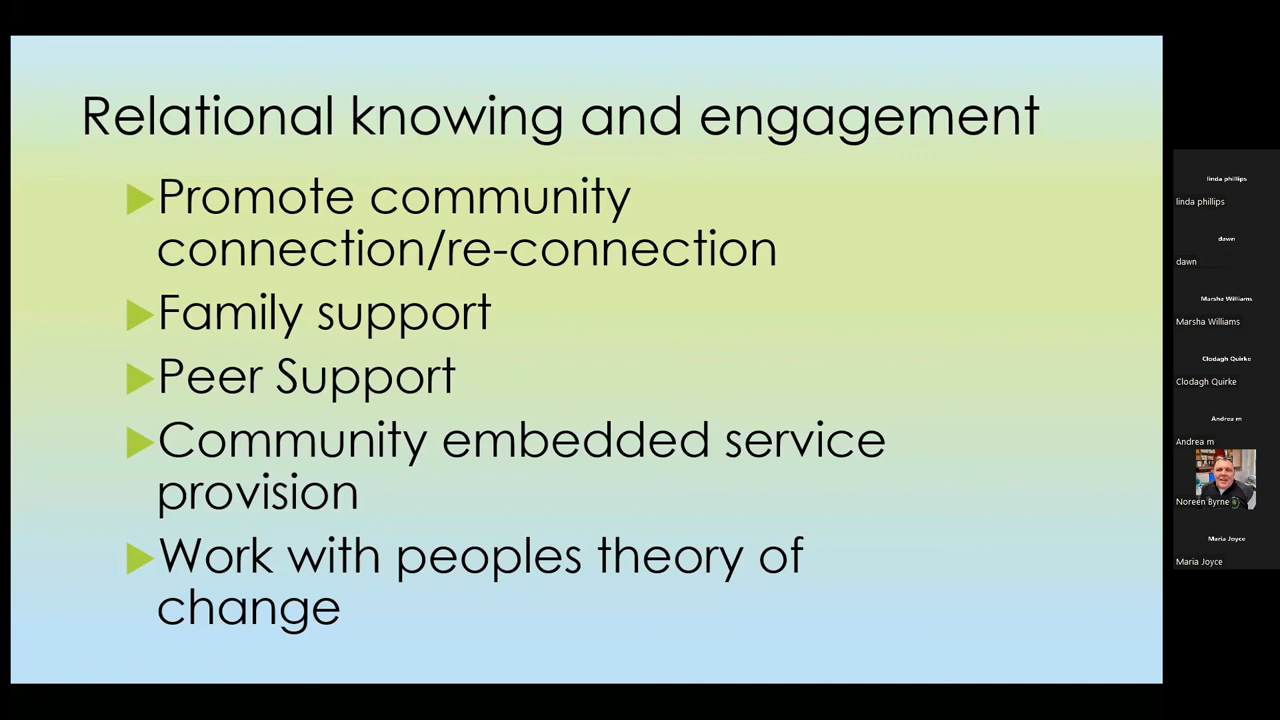 Relational knowing and engagement
Promote community
connection/re-connection
Family support
Peer Support
Community embedded service
provision
Work with peoples theory of
change
linda phillips
linda phillips
dawn
dawn
Marsha Williams
Marsha Williams
Clodagh Quirke
Clodagh Quirke
Andrea m
Andrea m
Noreen Byrne
Maria Joyce
Maria Joyce